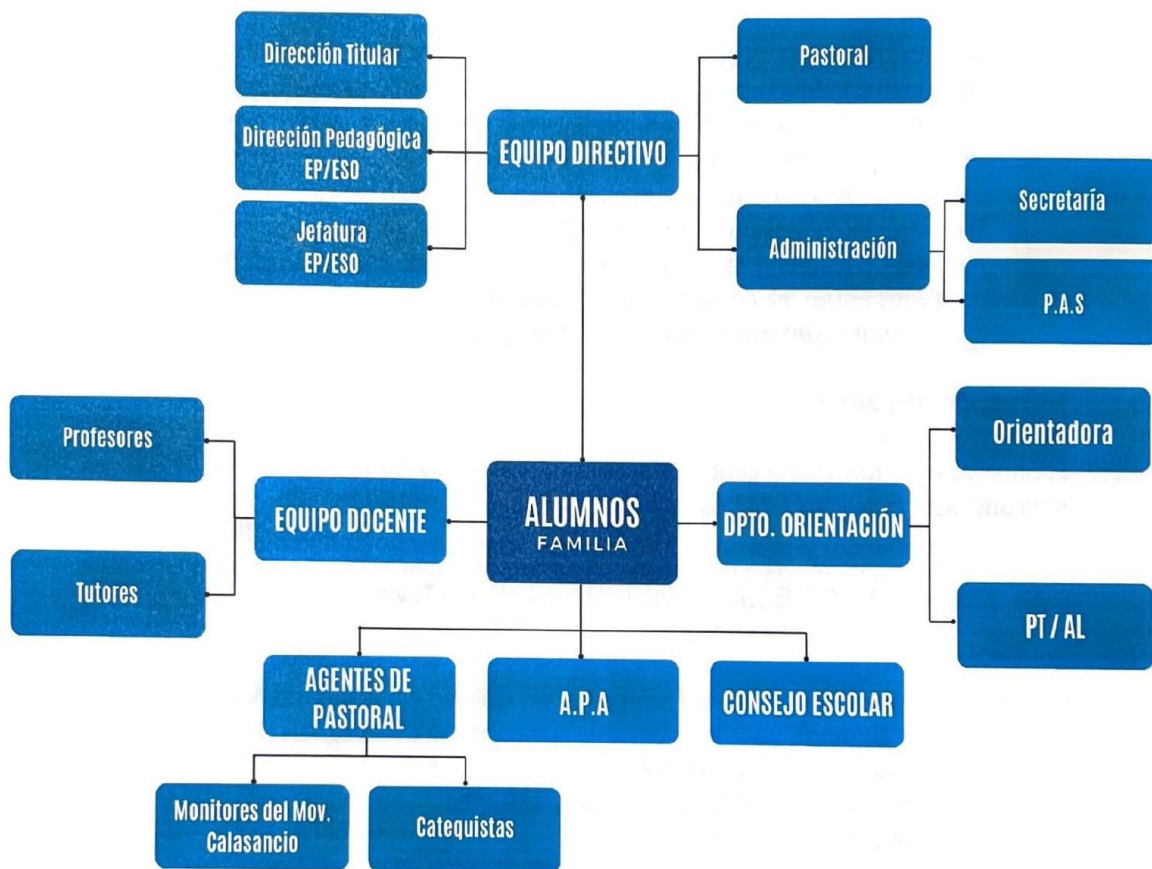 Dirección Titular
Pastoral
Dirección Pedagógica
EP/ESO
EQUIPO DIRECTIVO
Jefatura
EP/ESO
Administración
Secretaría
P.A.S
Profesores
Orientadora
EQUIPO DOCENTE
ALUMNOS
FAMILIA
DPTO. ORIENTACIÓN
Tutores
PT / AL
AGENTES DE
PASTORAL
A.P.A
CONSEJO ESCOLAR
Monitores del Mov.
Calasancio
Catequistas